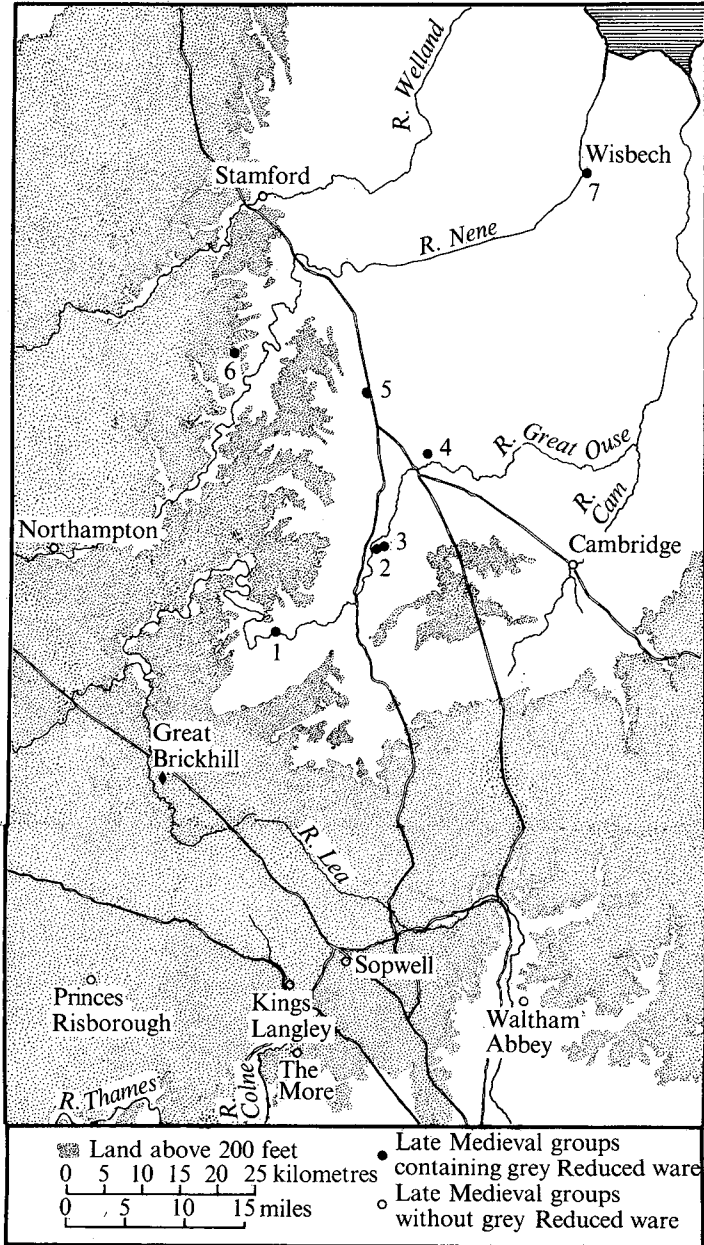 R. Welland
Stamford
Wisbech
7
R. Nene
6
5
4
R. Great Ouse
R. Cam
Northampton
3
2
Cambridge
1
Great
Brickhill
R. Lea
Sopwell
Princes
Risborough
Kings
Langley
Waltham
Abbey
The
More
R. Thames
R. Colne
Land above 200 feet
0 5 10 15 20 25 kilometres
0 5 10 15 miles
Late Medieval groups
containing grey Reduced ware
Late Medieval groups
without grey Reduced ware